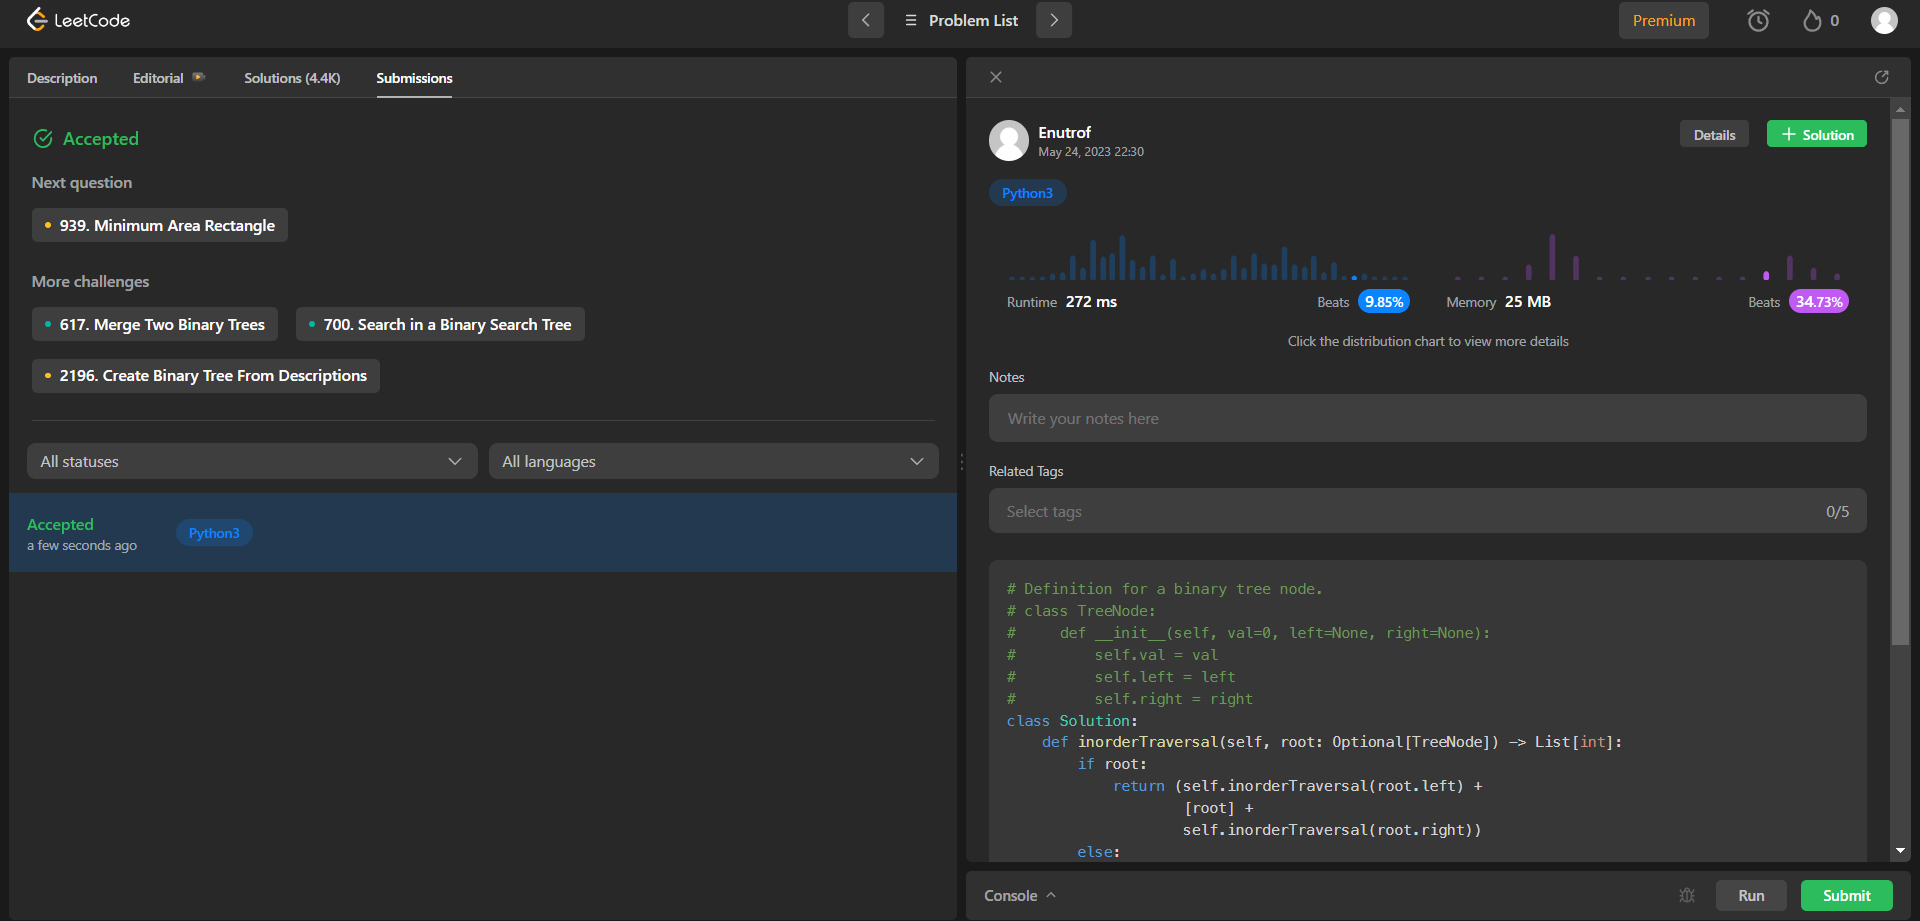 LeetCode
Problem List
Premium
0
Description
Editorial
Solutions (4.4K)
Submissions
Accepted
Next question
939. Minimum Area Rectangle
More challenges
617. Merge Two Binary Trees
700. Search in a Binary Search Tree
2196. Create Binary Tree From Descriptions
All statuses
All languages
Accepted
a few seconds ago
Python3
Enutrof
May 24, 2023 22:30
Details
Solution
Python3
Runtime 272 ms
Beats 9.85%
Memory 25 MB
Beats 34.73%
Click the distribution chart to view more details
Notes
Write your notes here
Related Tags
Select tags
0/5
# Definition for a binary tree node.
# class TreeNode:
#     def __init__(self, val=0, left=None, right=None):
#         self.val = val
#         self.left = left
#         self.right = right
class Solution:
    def inorderTraversal(self, root: Optional[TreeNode]) -> List[int]:
        if root:
            return (self.inorderTraversal(root.left) +
                    [root] +
                    self.inorderTraversal(root.right))
        else:
Console
Run
Submit